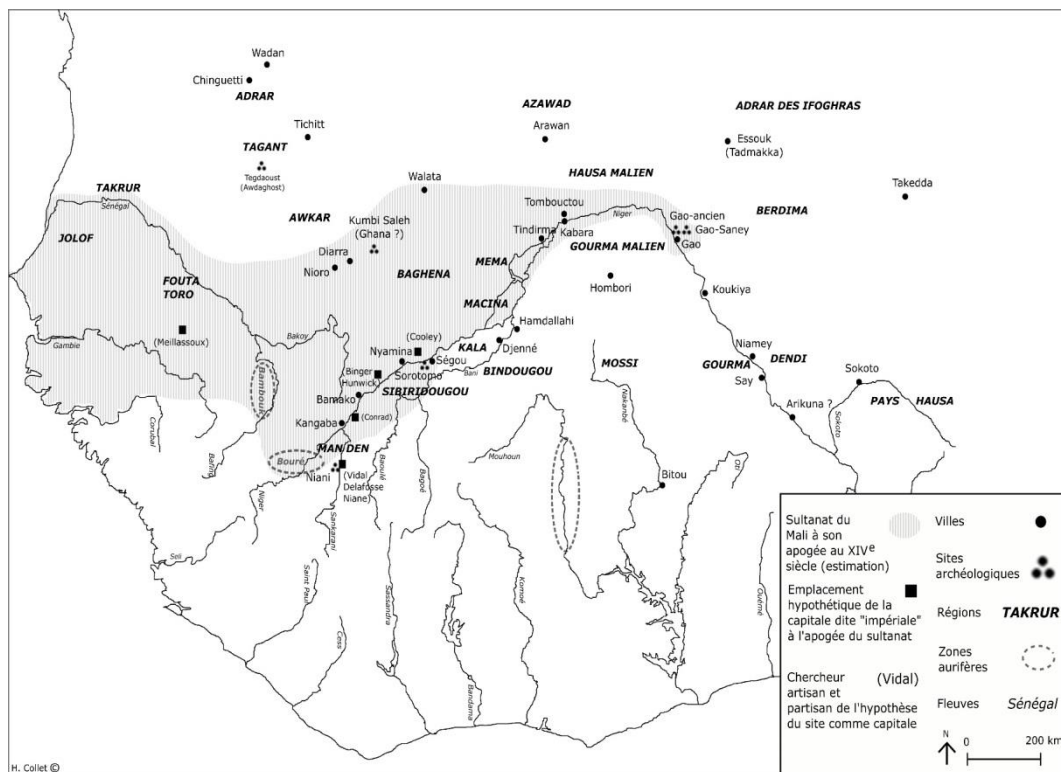 Wadan
Chinguetti
ADRAR
AZAWAD
ADRAR DES IFOGHRAS
Tichitt
Arawan
Essouk
(Tadmakka)
TAGANT
Tegdaoust
(Awdaghost)
HAUSA MALIEN
TAKRUR
Walata
Takedda
Sénégal
AWKAR
Tombouctou
Niger
BERDIMA
Kumbi Saleh
(Ghana ?)
Gao-ancien
Gao-Saney
JOLOF
Tindirma
Kabara
GOURMA MALIEN
Gao
Diarra
Nioro
BAGHENA
MEMA
FOUTA
TORO
Hombori
Koukiya
MACINA
(Meillassoux)
Gambie
Bakoy
(Cooley)
KALA
Hamdallahi
Nyamina
Ségou
Djenné
Niamey
DENDI
Bambouk
Binger
Hunwick
Sorotomo
Bani
BINDOUGOU
MOSSI
GOURMA
Say
Sokoto
SIBIRIDOUGOU
Bamako
PAYS HAUSA
Nakanbé
Arikuna ?
Sokoto
Corubal
Bafing
Kangaba
(Conrad)
MANDEN
Bouré
Niani
(Vidal
Delafosse
Niane)
Baoulé
Bagoé
Mouhoun
Oti
Bitou
Niger
Sankarani
Seli
Saint Paul
Cess
Sassandra
Komoé
Bandama
Ouémé
Sultanat du
Mali à son
apogée au XIVe
siècle (estimation)
Emplacement
hypothétique de la
capitale dite "impériale"
à l'apogée du sultanat
Chercheur (Vidal)
artisan et
partisan de l'hypothèse
du site comme capitale
Villes
Sites
archéologiques
Régions TAKRUR
Zones
aurifères
Fleuves Sénégal
N
0 200 km
H. Collet ©